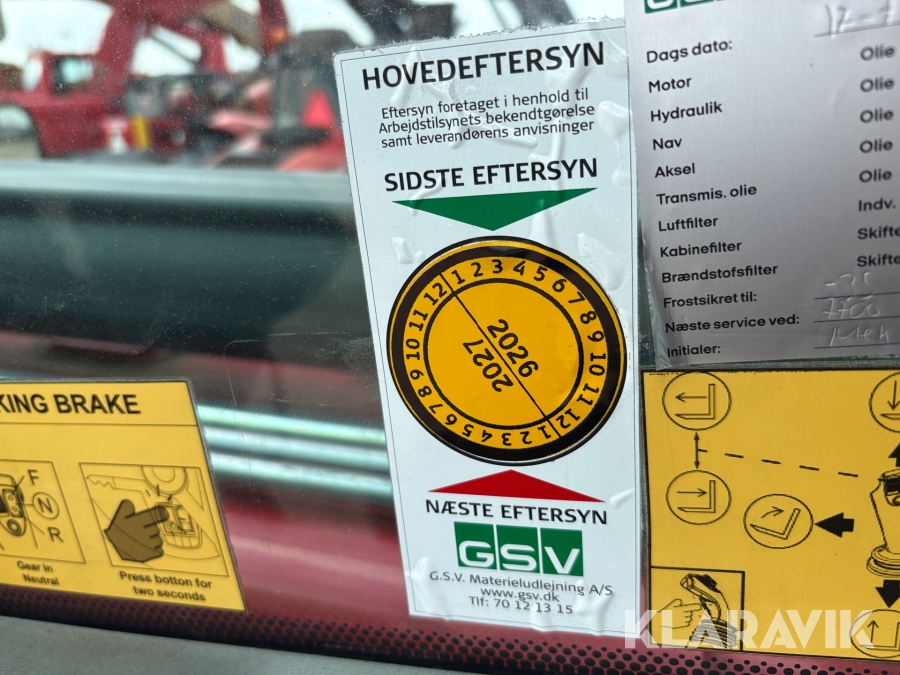 HOVEDEFTERSYN
Eftersyn foretaget i henhold til
Arbejdstilsynets bekendtgørelse
samt leverandørens anvisninger
SIDSTE EFTERSYN
1 2 3 4 5 6 7 8 9 10 11 12
2026
2027
1 2 3 4 5 6 7 8 9 10 11 12
NÆSTE EFTERSYN
GSV
G.S.V. Materieludlejning A/S
www.gsv.dk
Tlf: 70 12 13 15
Dags dato:
Motor
Olie
Hydraulik
Olie
Nav
Olie
Aksel
Olie
Transmis. olie
Olie
Luftfilter
Indv.
Kabinefilter
Skifte
Brændstofsfilter
Skifte
Frostsikret til:
Næste service ved:
7700
Initialer:
KING BRAKE
F
N
R
Gear in
Neutral
Press botton for
two seconds
KLARAVIK